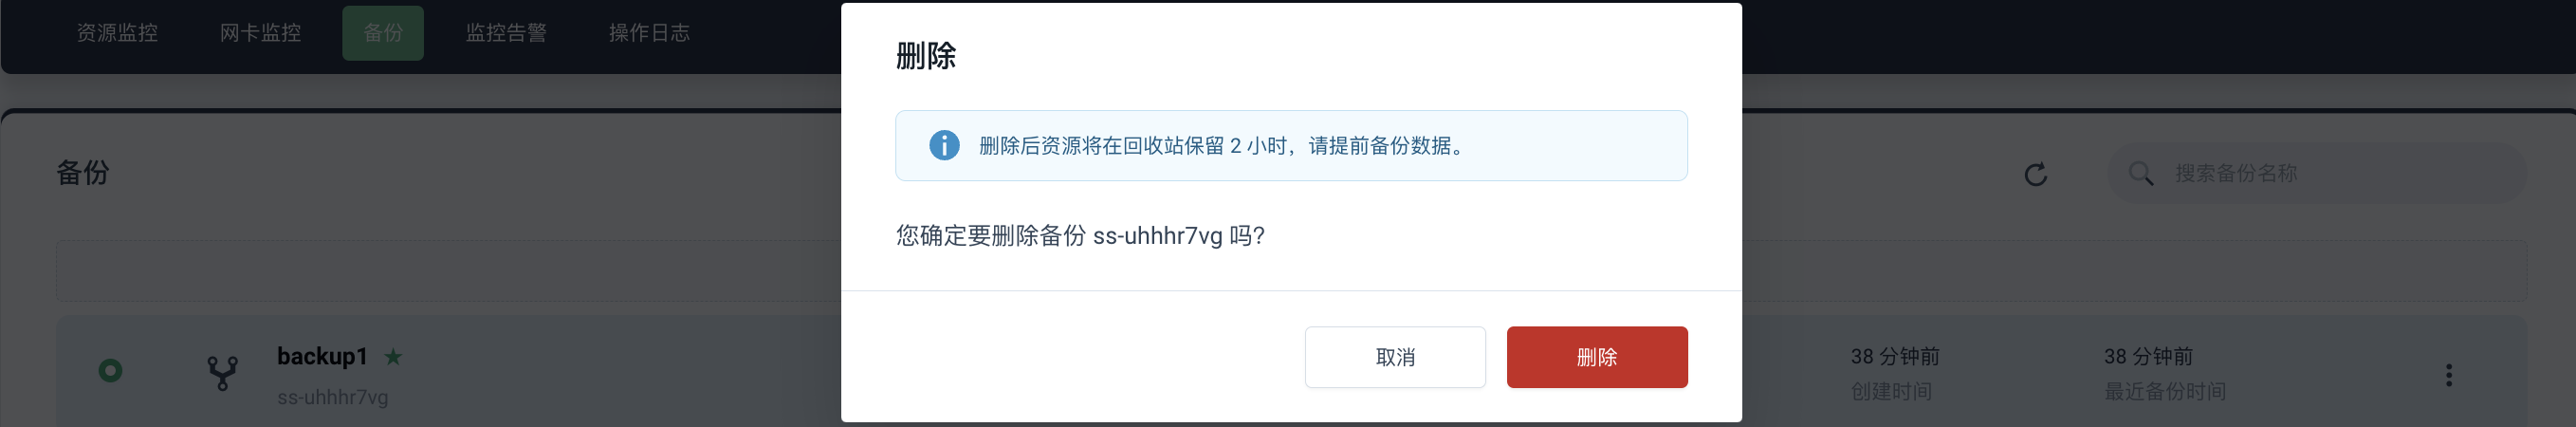 资源监控 网卡监控 备份 监控告警 操作日志
删除
删除后资源将在回收站保留 2 小时，请提前备份数据。
您确定要删除备份 ss-uhhhr7vg 吗?
取消 删除
备份
搜索备份名称
backup1
ss-uhhhr7vg
38 分钟前
创建时间
38 分钟前
最近备份时间